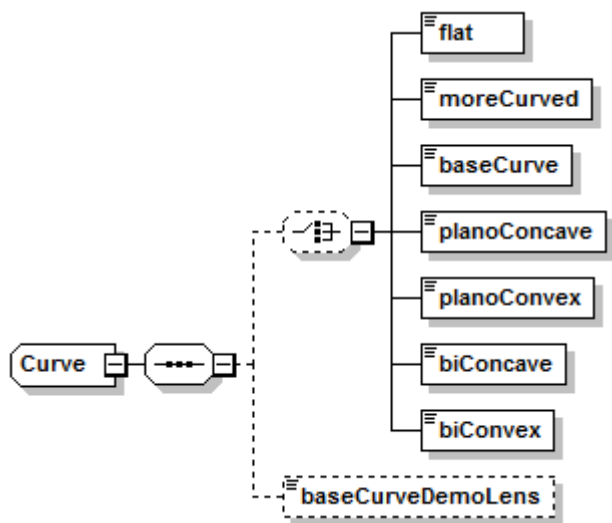 flat
moreCurved
baseCurve
planoConcave
planoConvex
Curve
biConcave
biConvex
baseCurveDemoLens